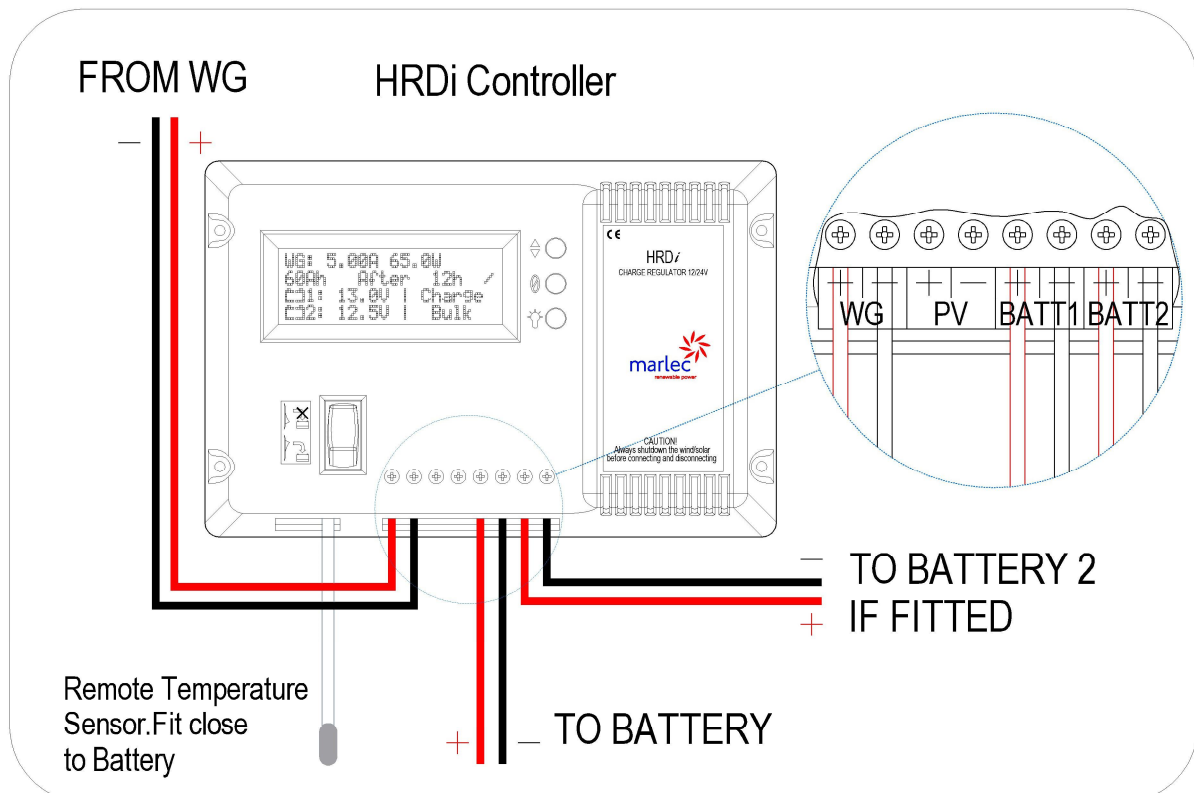 FROM WG
HRDi Controller
− +
WG: 5.00A 65.0W
60Ah After 12h /
1: 13.0V | Charge
2: 12.5V | Bulk
CE
HRDi
CHARGE REGULATOR 12/24V
marlec
renewable power
CAUTION!
Always shutdown the wind/solar
before connecting and disconnecting
+ − + − + − + −
WG PV BATT1 BATT2
− TO BATTERY 2
+ IF FITTED
Remote Temperature
Sensor.Fit close
to Battery
+ − TO BATTERY